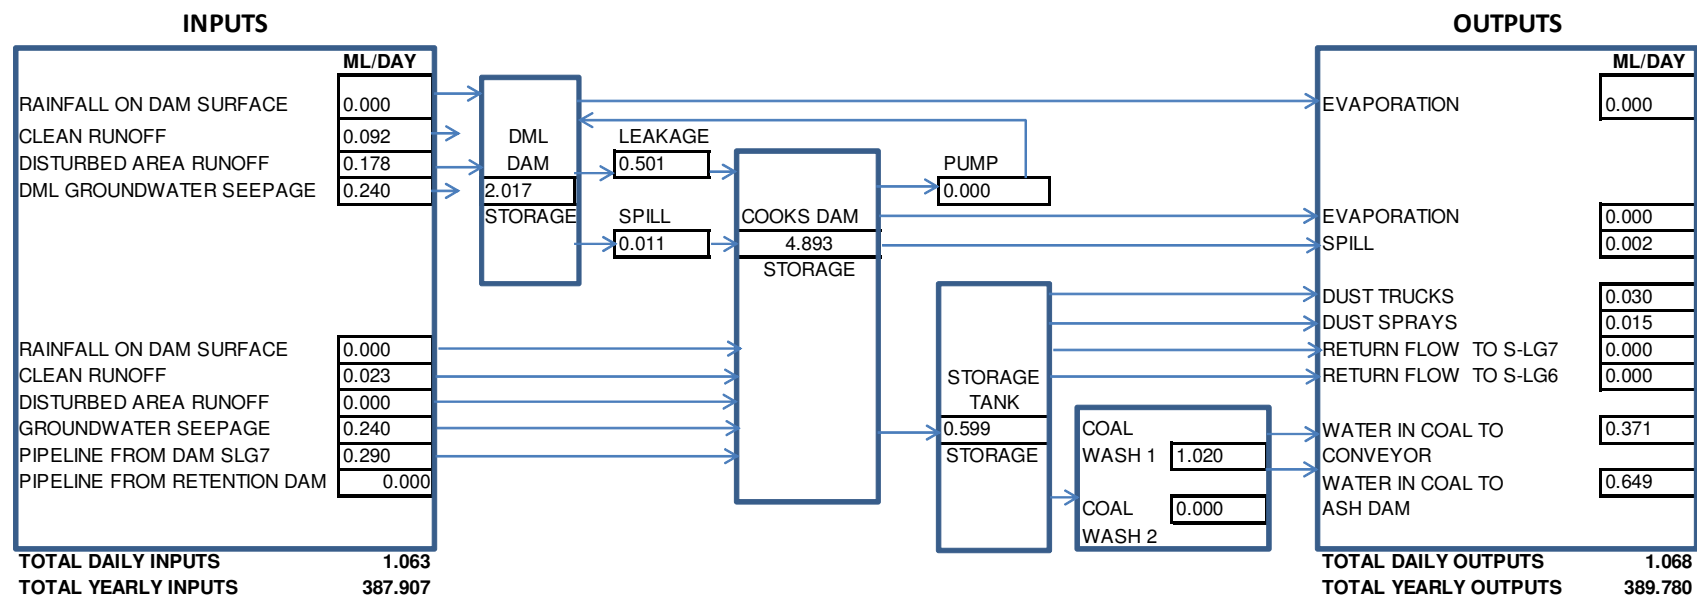 INPUTS
ML/DAY
RAINFALL ON DAM SURFACE 0.000
CLEAN RUNOFF 0.092
DISTURBED AREA RUNOFF 0.178
DML GROUNDWATER SEEPAGE 0.240
RAINFALL ON DAM SURFACE 0.000
CLEAN RUNOFF 0.023
DISTURBED AREA RUNOFF 0.000
GROUNDWATER SEEPAGE 0.240
PIPELINE FROM DAM SLG7 0.290
PIPELINE FROM RETENTION DAM 0.000
TOTAL DAILY INPUTS 1.063
TOTAL YEARLY INPUTS 387.907
DML
DAM
2.017
STORAGE
LEAKAGE
0.501
SPILL
0.011
COOKS DAM
4.893
STORAGE
PUMP
0.000
STORAGE
TANK
0.599
STORAGE
COAL
WASH 1 1.020
COAL 0.000
WASH 2
OUTPUTS
ML/DAY
EVAPORATION 0.000
EVAPORATION 0.000
SPILL 0.002
DUST TRUCKS 0.030
DUST SPRAYS 0.015
RETURN FLOW TO S-LG7 0.000
RETURN FLOW TO S-LG6 0.000
WATER IN COAL TO 0.371
CONVEYOR
WATER IN COAL TO 0.649
ASH DAM
TOTAL DAILY OUTPUTS 1.068
TOTAL YEARLY OUTPUTS 389.780